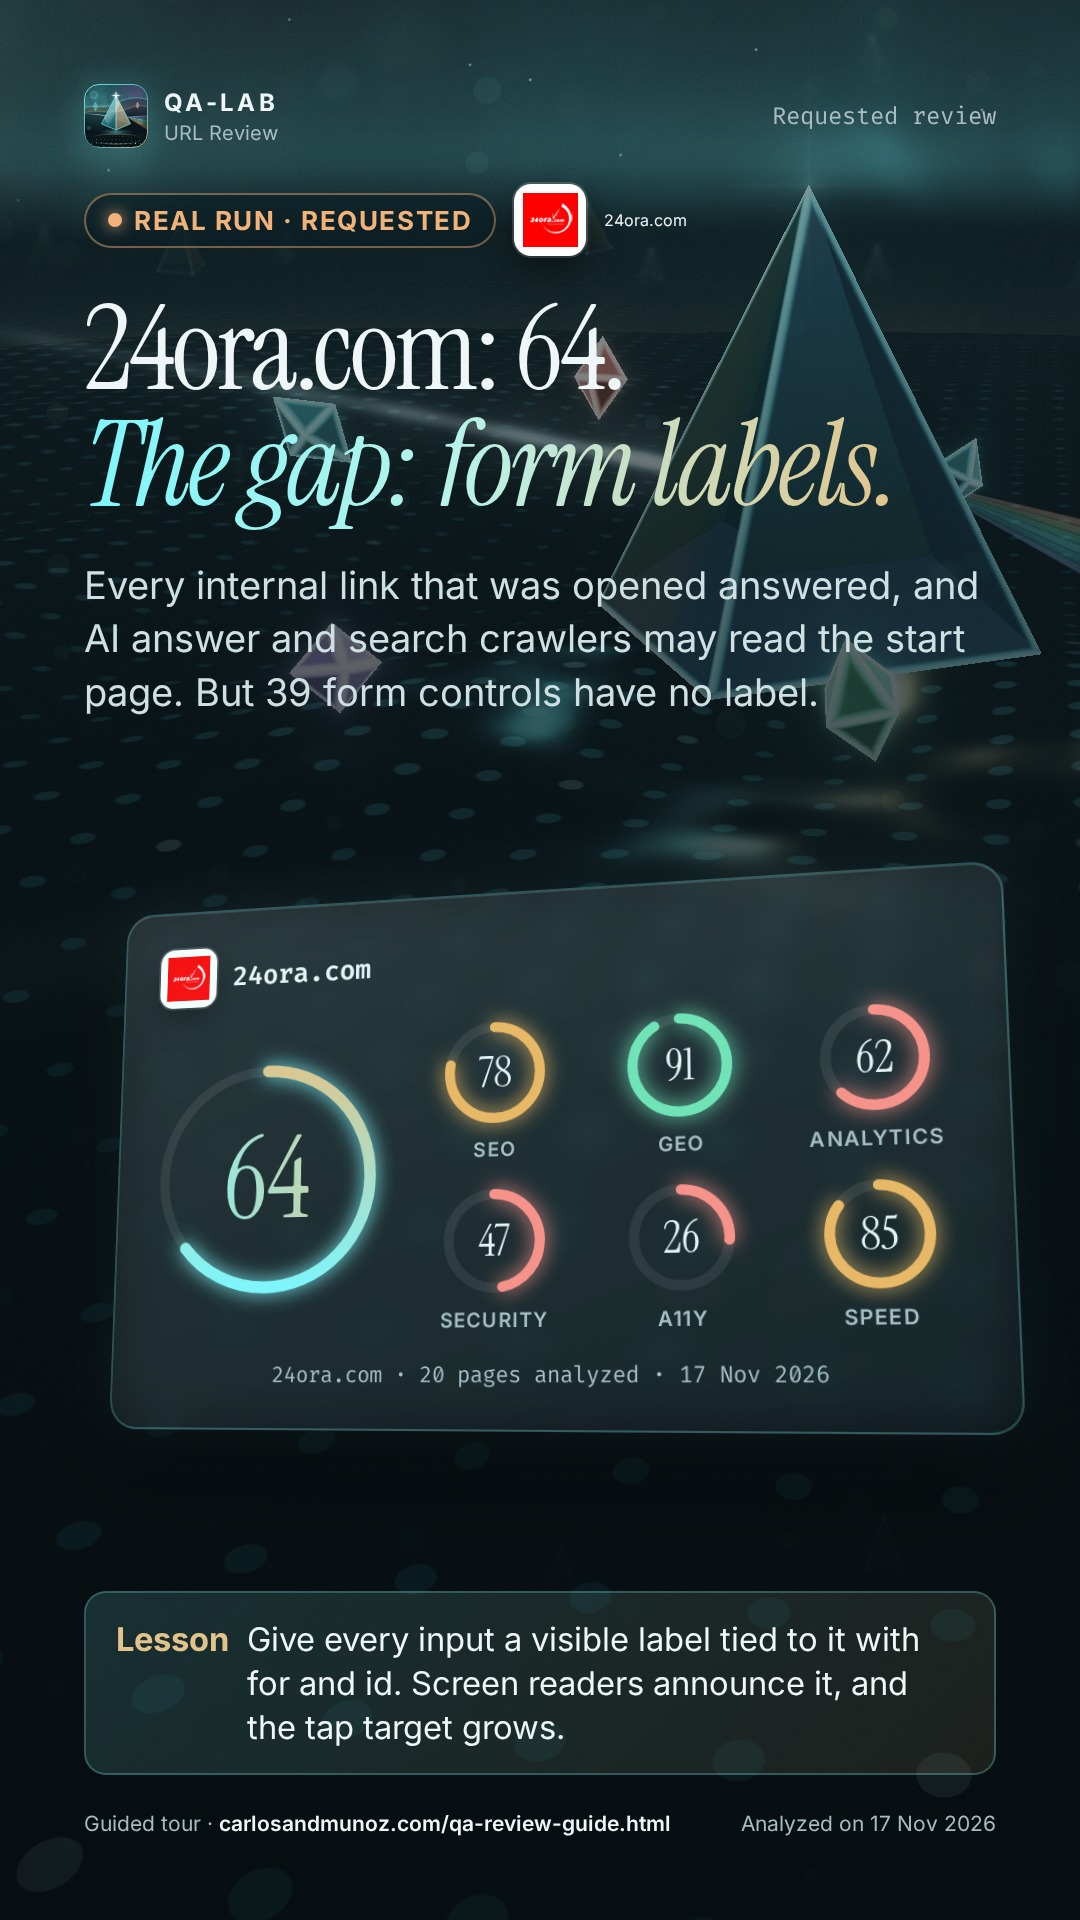 QA-LAB
URL Review
Requested review
REAL RUN · REQUESTED
24ora.com
24ora.com
24ora.com: 64.
The gap: form labels.
Every internal link that was opened answered, and
AI answer and search crawlers may read the start
page. But 39 form controls have no label.
24ora.com
24ora.com
64
78
SEO
91
GEO
62
ANALYTICS
47
SECURITY
26
A11Y
85
SPEED
24ora.com · 20 pages analyzed · 17 Nov 2026
Lesson Give every input a visible label tied to it with
for and id. Screen readers announce it, and
the tap target grows.
Guided tour · carlosandmunoz.com/qa-review-guide.html
Analyzed on 17 Nov 2026